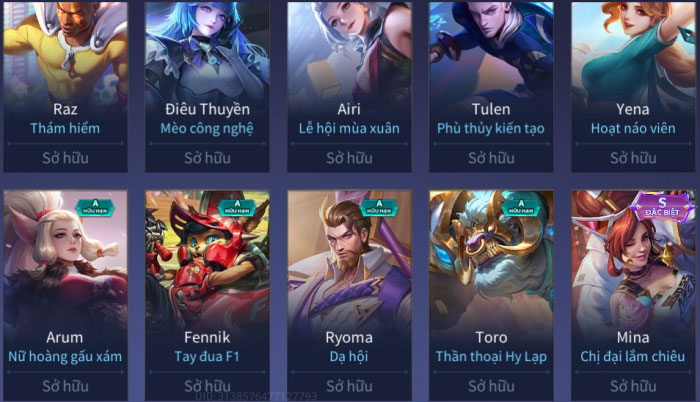 Raz Điêu Thuyền Airi Tulen Yena
Thám hiểm Mèo công nghệ Lễ hội mùa xuân Phù thủy kiến tạo Hoạt náo viên
Sở hữu Sở hữu Sở hữu Sở hữu Sở hữu
A A A S
HỮU HẠN HỮU HẠN HỮU HẠN HỮU HẠN ĐẶC BIỆT
Arum Fennik Ryoma Toro Mina
Nữ hoàng gấu xám Tay đua F1 Dạ hội Thần thoại Hy Lạp Chị đại lắm chiêu
Sở hữu Sở hữu Sở hữu Sở hữu Sở hữu